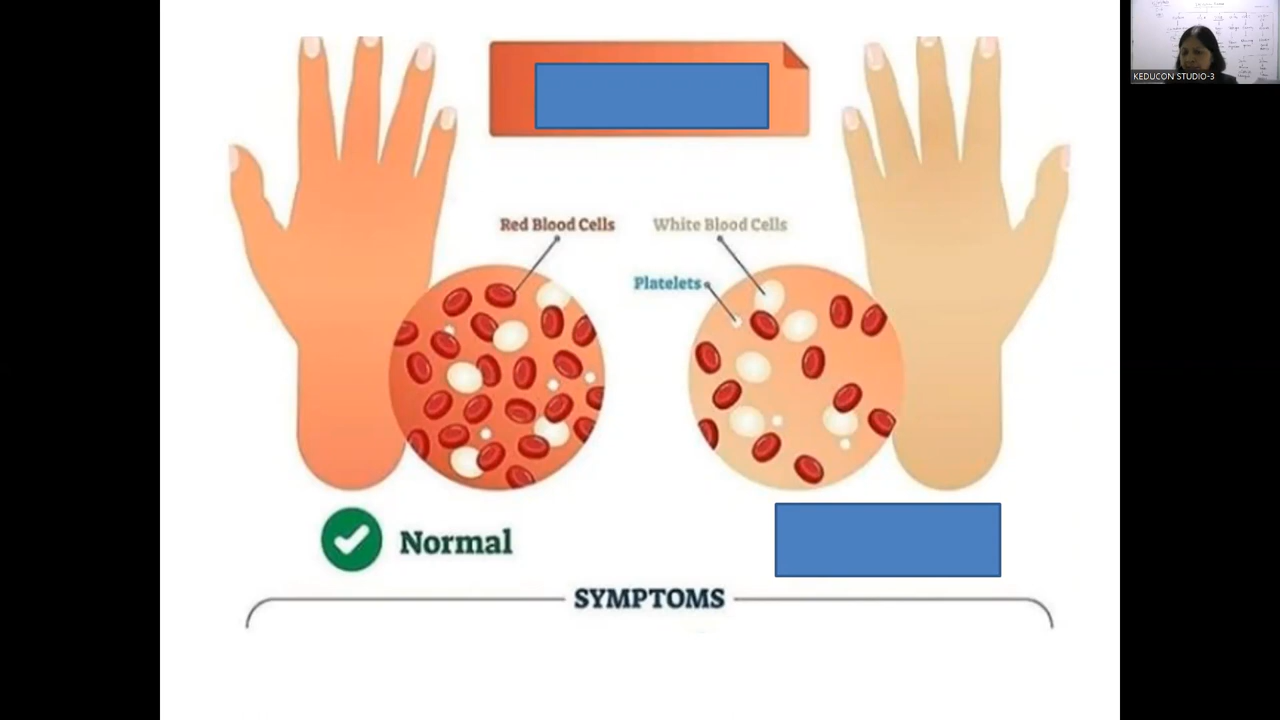 KEDUCON STUDIO-3
Red Blood Cells
White Blood Cells
Platelets
Normal
SYMPTOMS